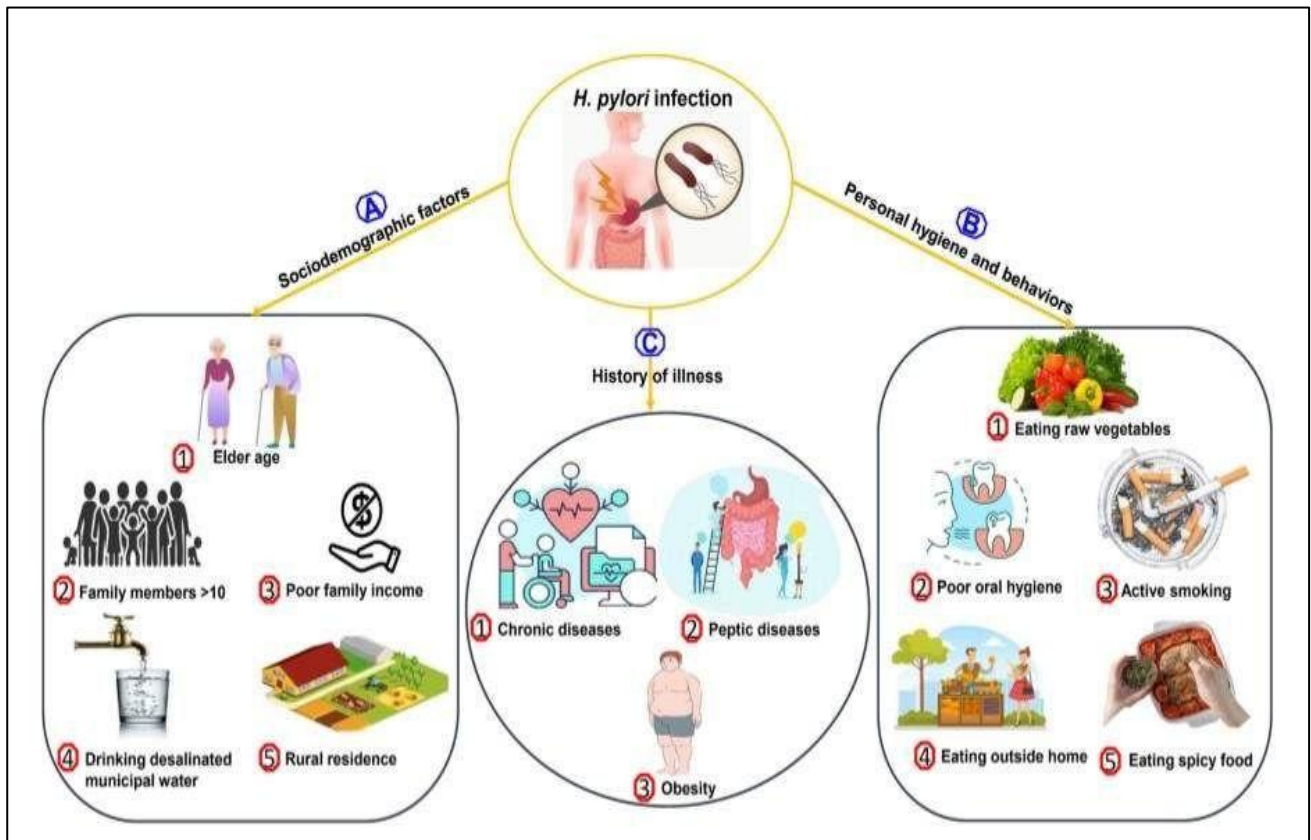 H. pylori infection
A
Sociodemographic factors
B
Personal hygiene and behaviors
C
History of illness
1 Elder age
2 Family members >10
3 Poor family income
4 Drinking desalinated
municipal water
5 Rural residence
1 Chronic diseases
2 Peptic diseases
3 Obesity
1 Eating raw vegetables
2 Poor oral hygiene
3 Active smoking
4 Eating outside home
5 Eating spicy food